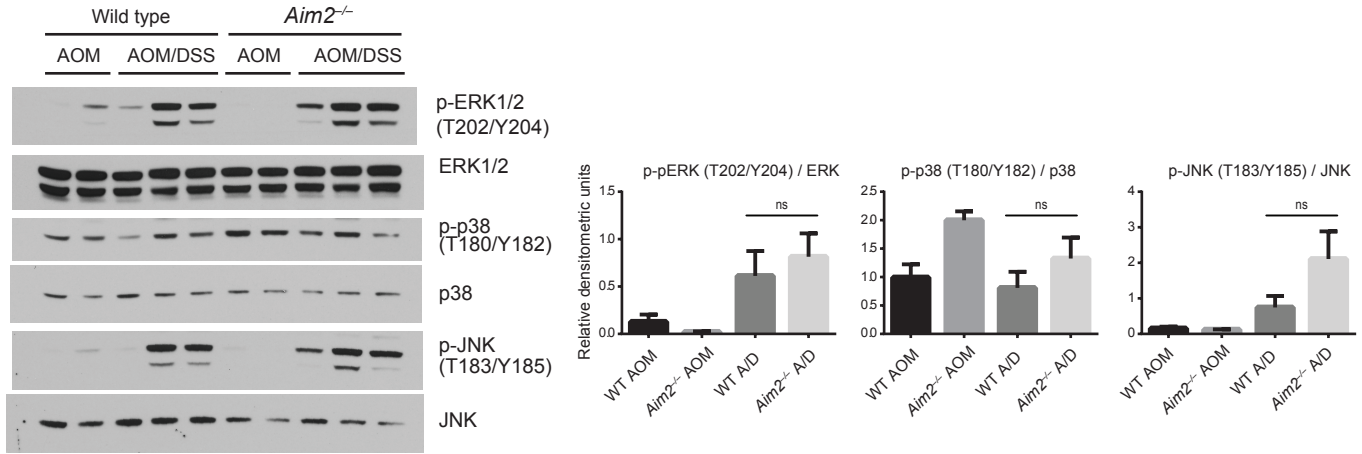 Wild type Aim2–/–
AOM AOM/DSS AOM AOM/DSS
p-ERK1/2
(T202/Y204)
ERK1/2
p-p38
(T180/Y182)
p38
p-JNK
(T183/Y185)
JNK
Relative densitometric units
p-pERK (T202/Y204) / ERK
1.5
1.0
0.5
0.0
ns
WT AOM
Aim2–/– AOM
WT A/D
Aim2–/– A/D
p-p38 (T180/Y182) / p38
2.5
2.0
1.5
1.0
0.5
0.0
ns
WT AOM
Aim2–/– AOM
WT A/D
Aim2–/– A/D
p-JNK (T183/Y185) / JNK
4
3
2
1
0
ns
WT AOM
Aim2–/– AOM
WT A/D
Aim2–/– A/D